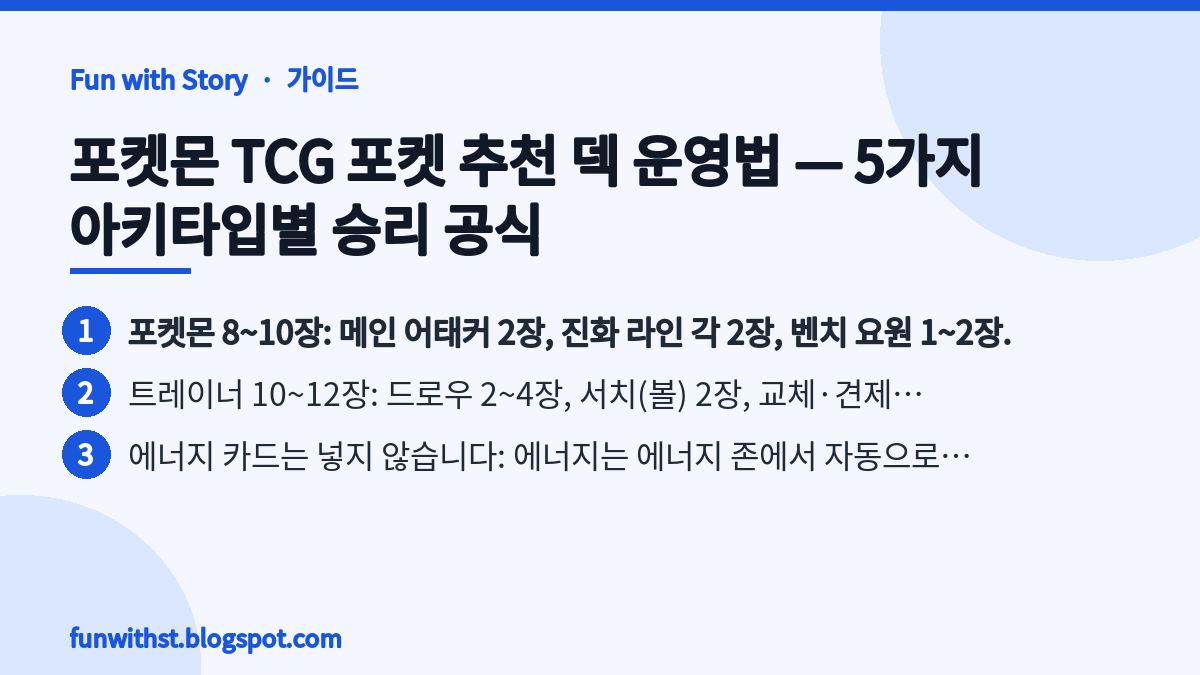 Fun with Story · 가이드
포켓몬 TCG 포켓 추천 덱 운영법 — 5가지
아키타입별 승리 공식
1 포켓몬 8~10장: 메인 어태커 2장, 진화 라인 각 2장, 벤치 요원 1~2장.
2 트레이너 10~12장: 드로우 2~4장, 서치(볼) 2장, 교체·견제…
3 에너지 카드는 넣지 않습니다: 에너지는 에너지 존에서 자동으로…
funwithst.blogspot.com